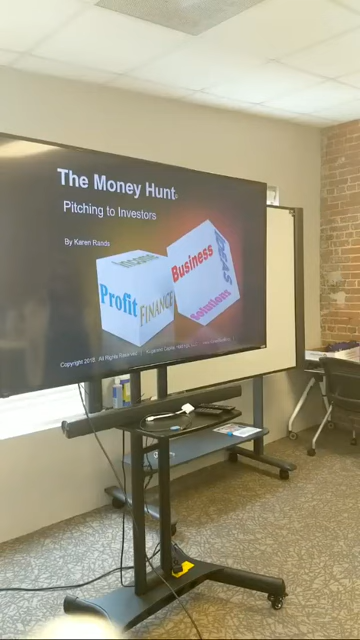 The Money Hunt
Pitching to Investors
By Karen Rands
Income
Profit
FINANCE
Business
Ideas
Solutions
Copyright 2018 All Rights Reserved